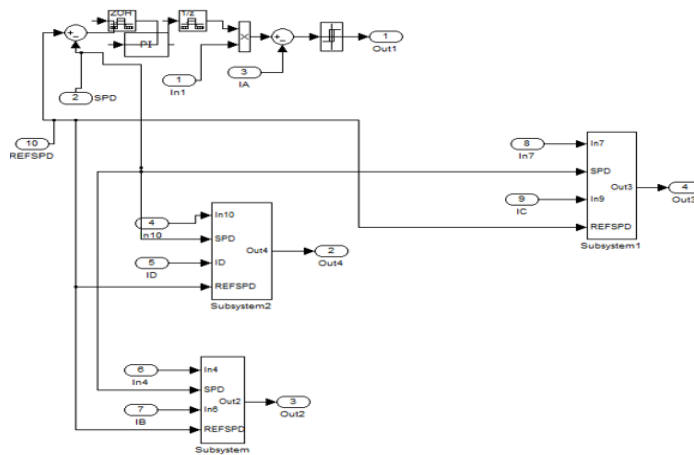 ZOH
1/z
+
-
PI
X
+
-
1
Out1
2
SPD
1
In1
3
IA
10
REFSPD
8
In7
In7
SPD
9
IC
In9
REFSPD
Out3
4
Out3
Subsystem1
4
In10
In10
SPD
5
ID
ID
REFSPD
Out4
2
Out4
Subsystem2
6
In4
In4
SPD
7
IB
In6
REFSPD
Out2
3
Out2
Subsystem